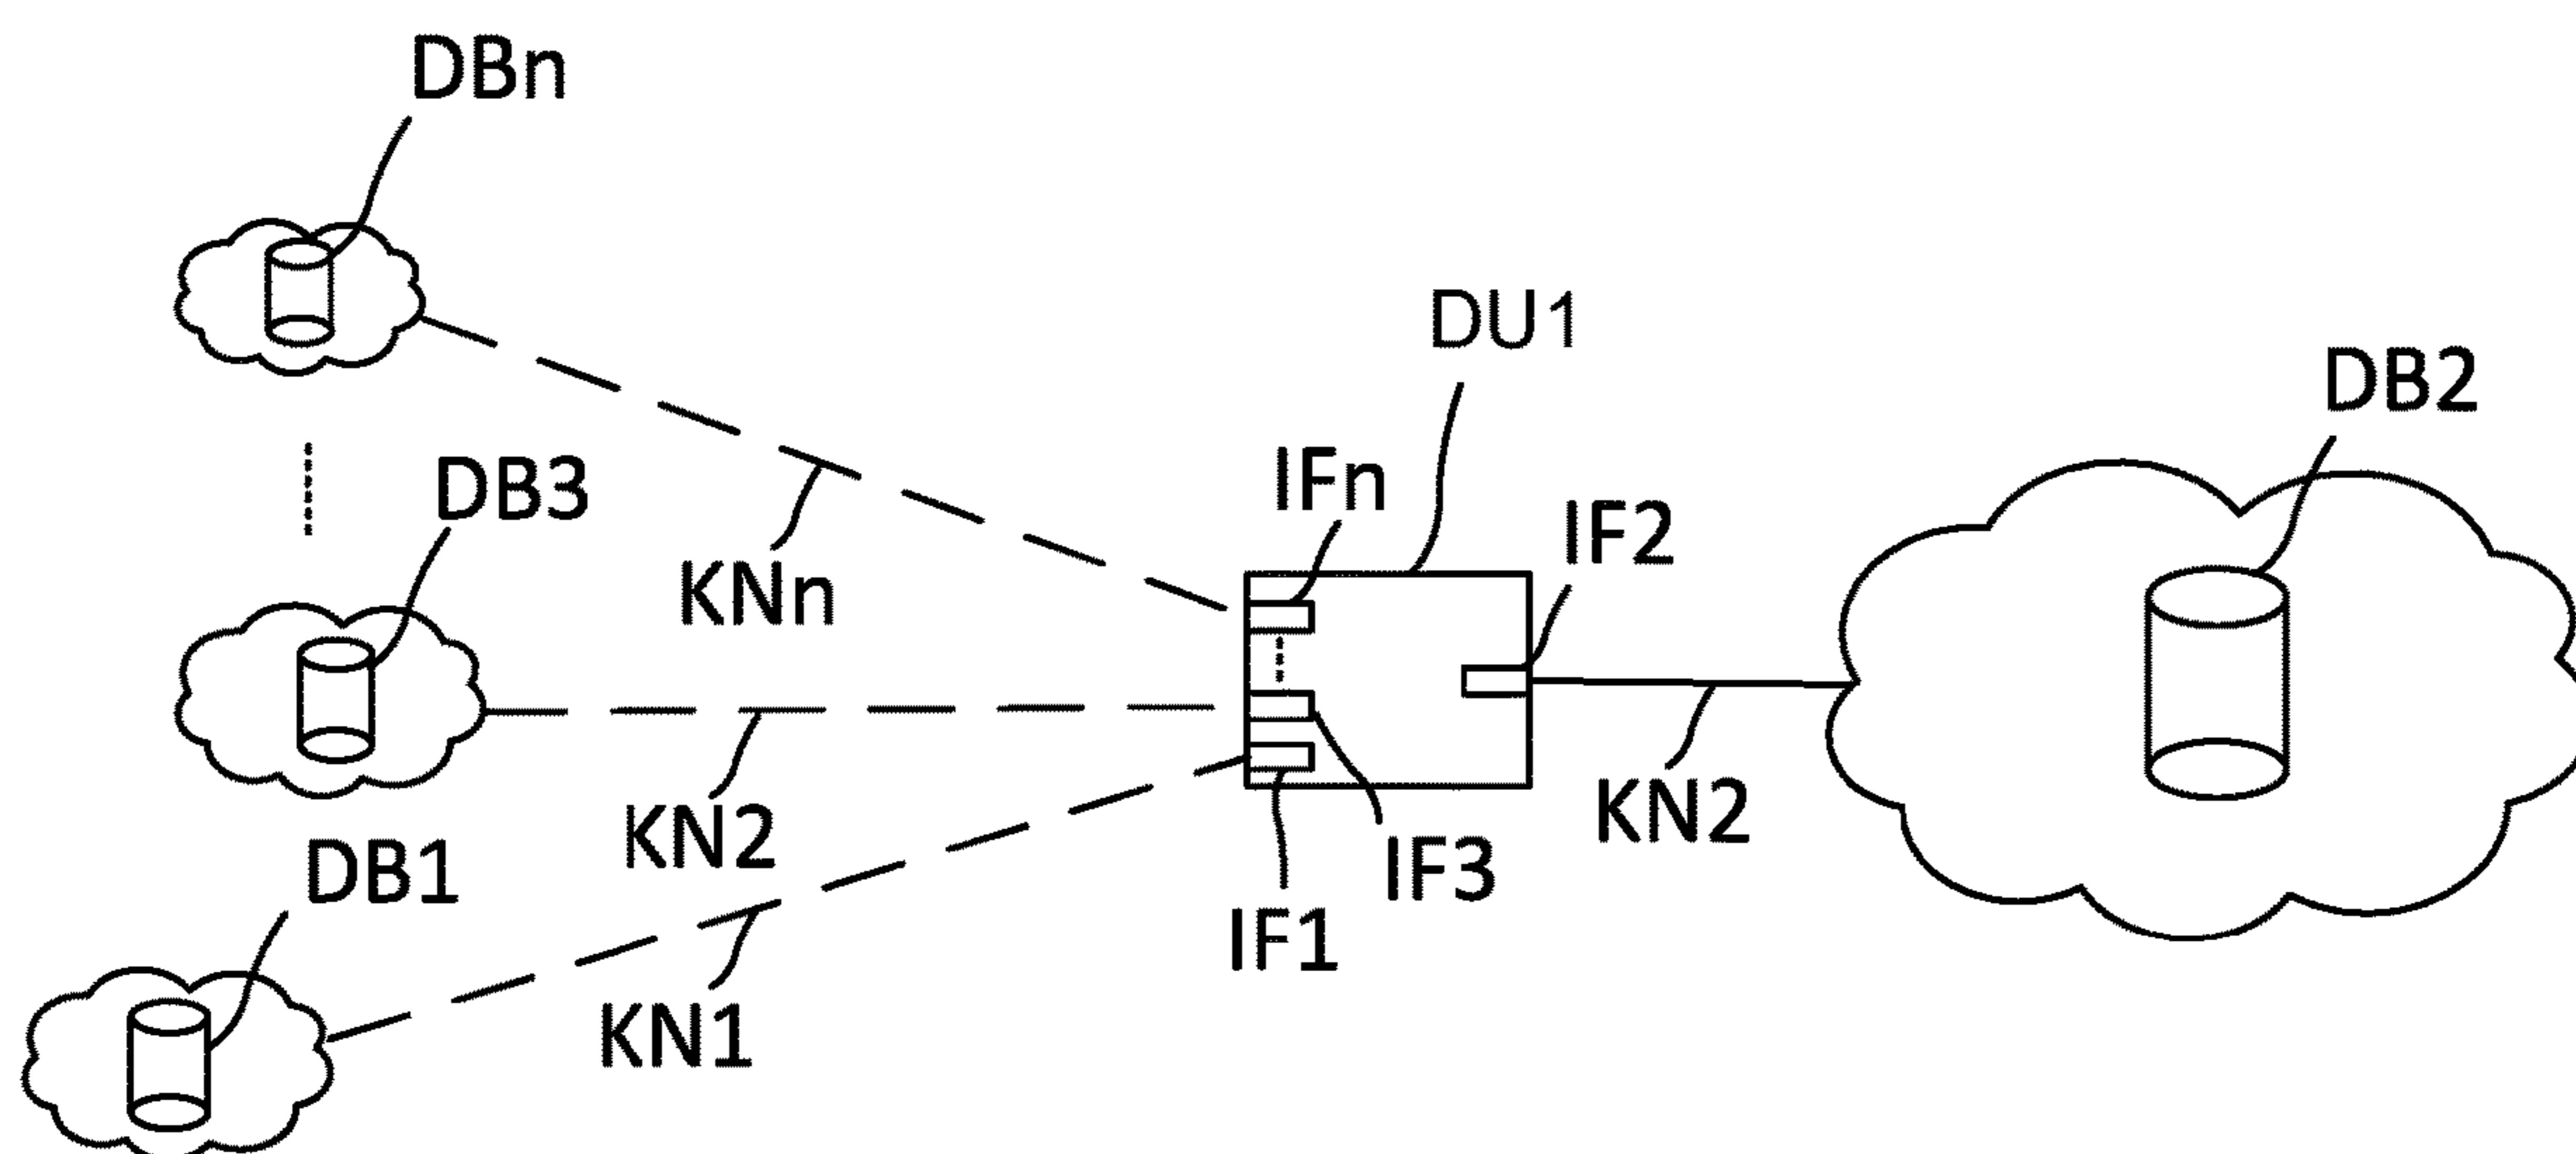 DBn
DU1
DB2
DB3
IFn
IF2
KNn
KN2
KN2
DB1
IF3
IF1
KN1